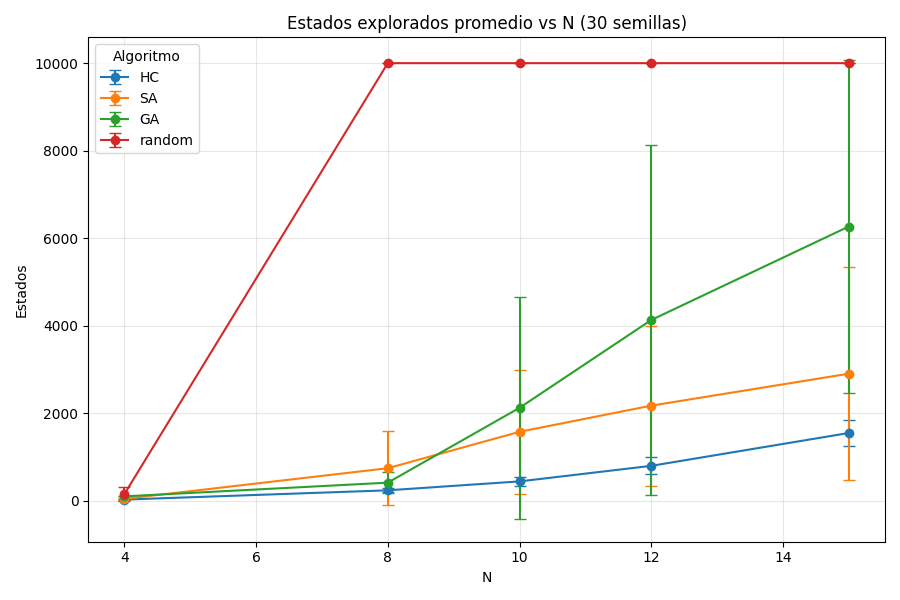 Estados explorados promedio vs N (30 semillas)
Algoritmo
HC
SA
GA
random
10000
8000
6000
4000
2000
0
Estados
4
6
8
10
12
14
N